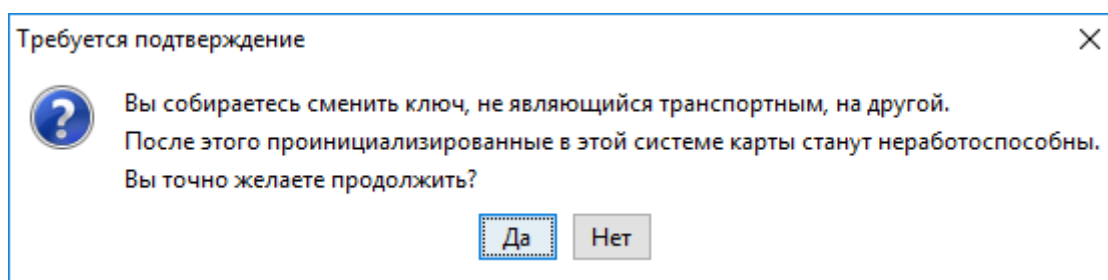 Требуется подтверждение
Вы собираетесь сменить ключ, не являющийся транспортным, на другой.
После этого проинициализированные в этой системе карты станут неработоспособны.
Вы точно желаете продолжить?
Да
Нет